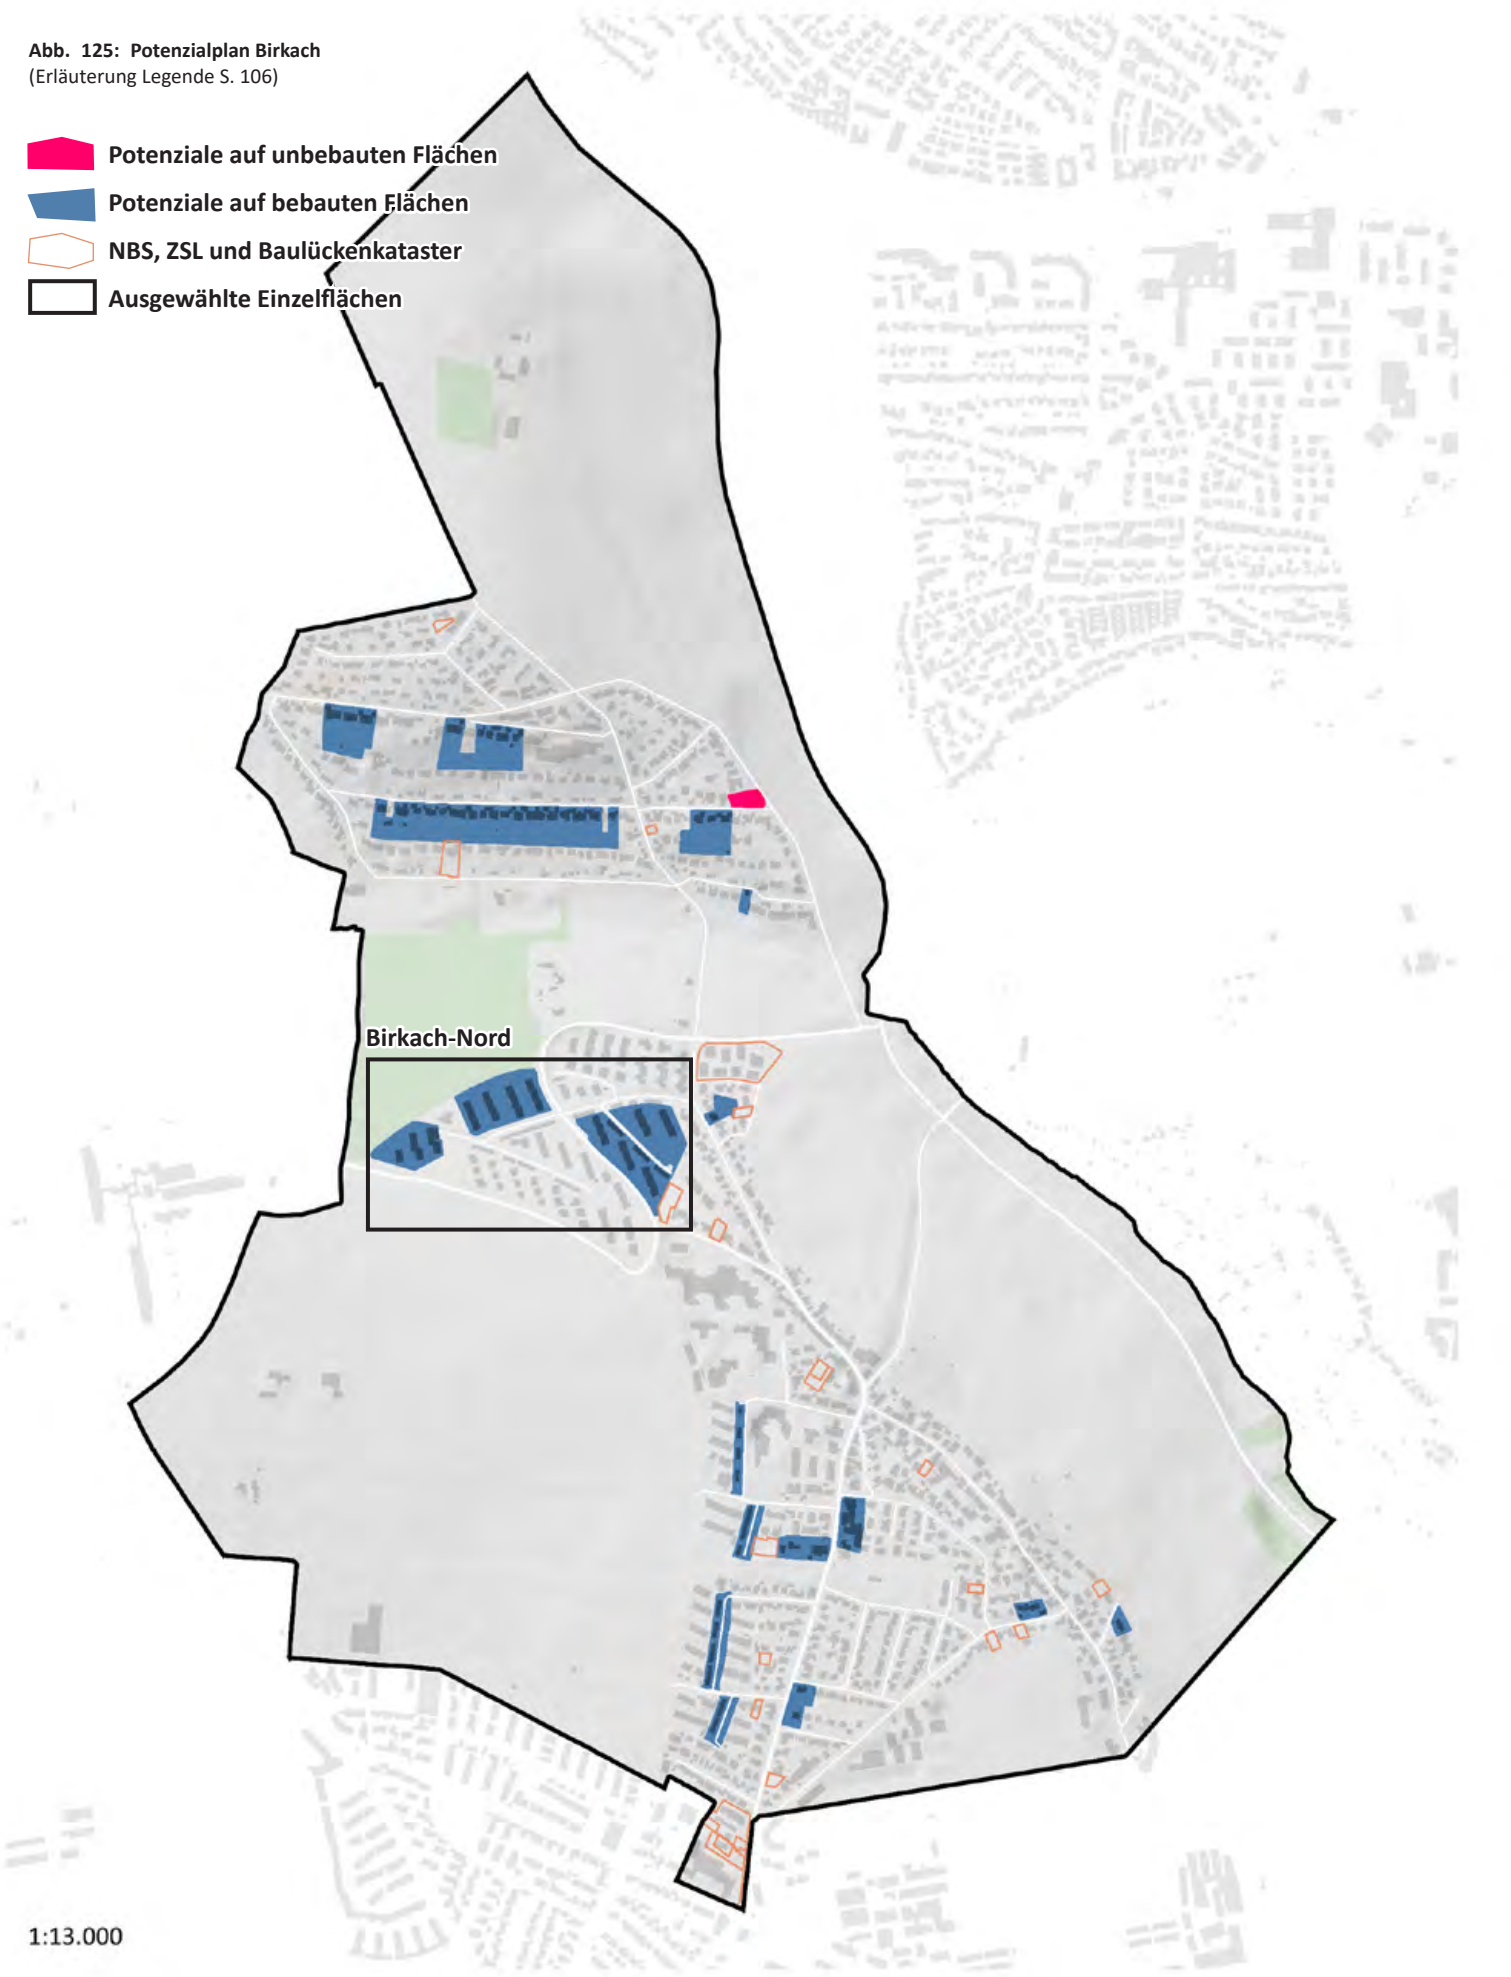 Abb. 125: Potenzialplan Birkach
(Erläuterung Legende S. 106)
Potenziale auf unbebauten Flächen
Potenziale auf bebauten Flächen
NBS, ZSL und Baulückenkataster
Ausgewählte Einzelflächen
Birkach-Nord
1:13.000